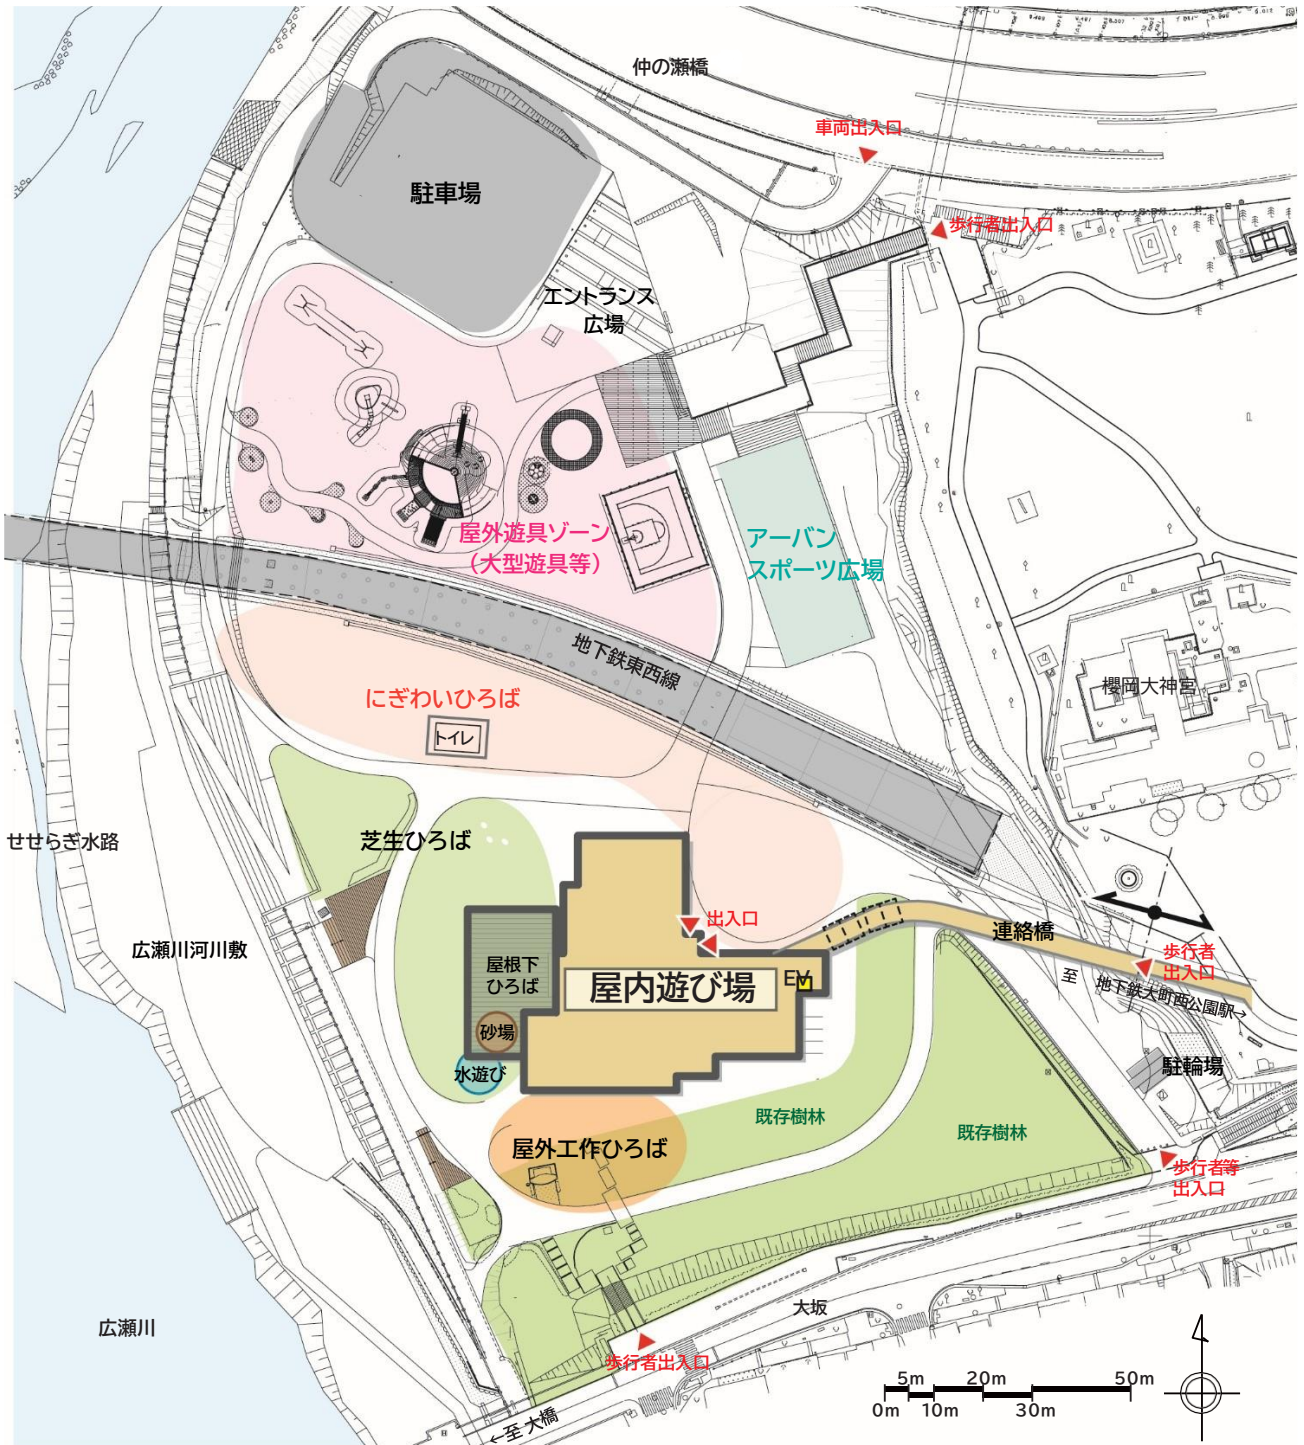 仲の瀬橋
車両出入口
駐車場
歩行者出入口
エントランス
広場
屋外遊具ゾーン
(大型遊具等)
アーバン
スポーツ広場
地下鉄東西線
櫻岡大神宮
にぎわいひろば
トイレ
せせらぎ水路
芝生ひろば
出入口
連絡橋
広瀬川河川敷
屋根下
ひろば
屋内遊び場
EV
歩行者
出入口
至 地下鉄大町西公園駅→
砂場
水遊び
駐輪場
既存樹林
既存樹林
屋外工作ひろば
歩行者等
出入口
大坂
広瀬川
歩行者出入口
←至 大橋
5m 20m 50m
0m 10m 30m